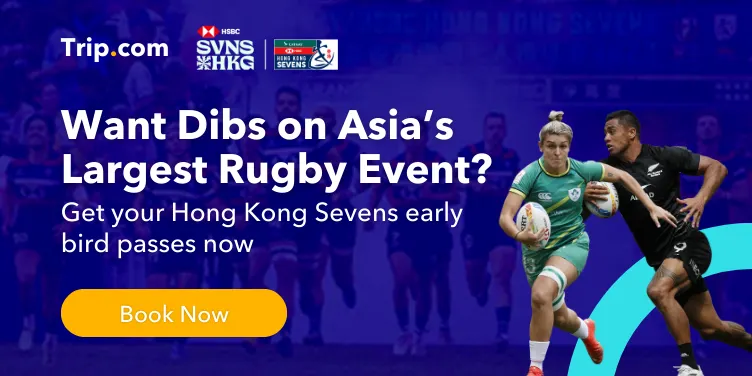 Trip.com
HSBC
SVNS
HKG
HONG KONG
SEVENS
Want Dibs on Asia's
Largest Rugby Event?
Get your Hong Kong Sevens early
bird passes now
Book Now